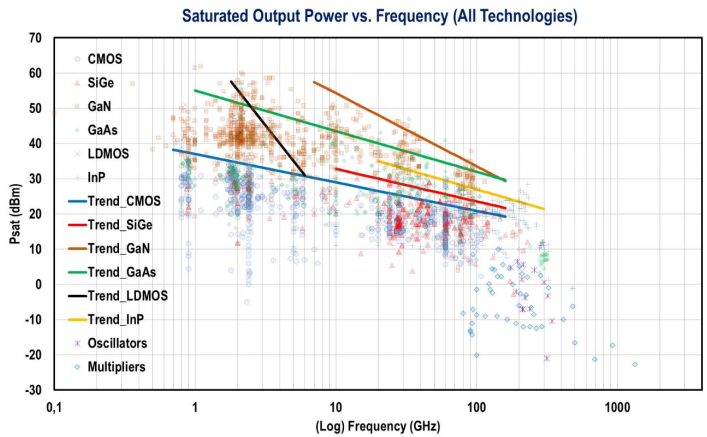 Saturated Output Power vs. Frequency (All Technologies)
70
60
50
40
30
20
10
0
-10
-20
-30
Psat (dBm)
CMOS
SiGe
GaN
GaAs
LDMOS
InP
Trend_CMOS
Trend_SiGe
Trend_GaN
Trend_GaAs
Trend_LDMOS
Trend_InP
Oscillators
Multipliers
0,1 1 10 100 1000
(Log) Frequency (GHz)